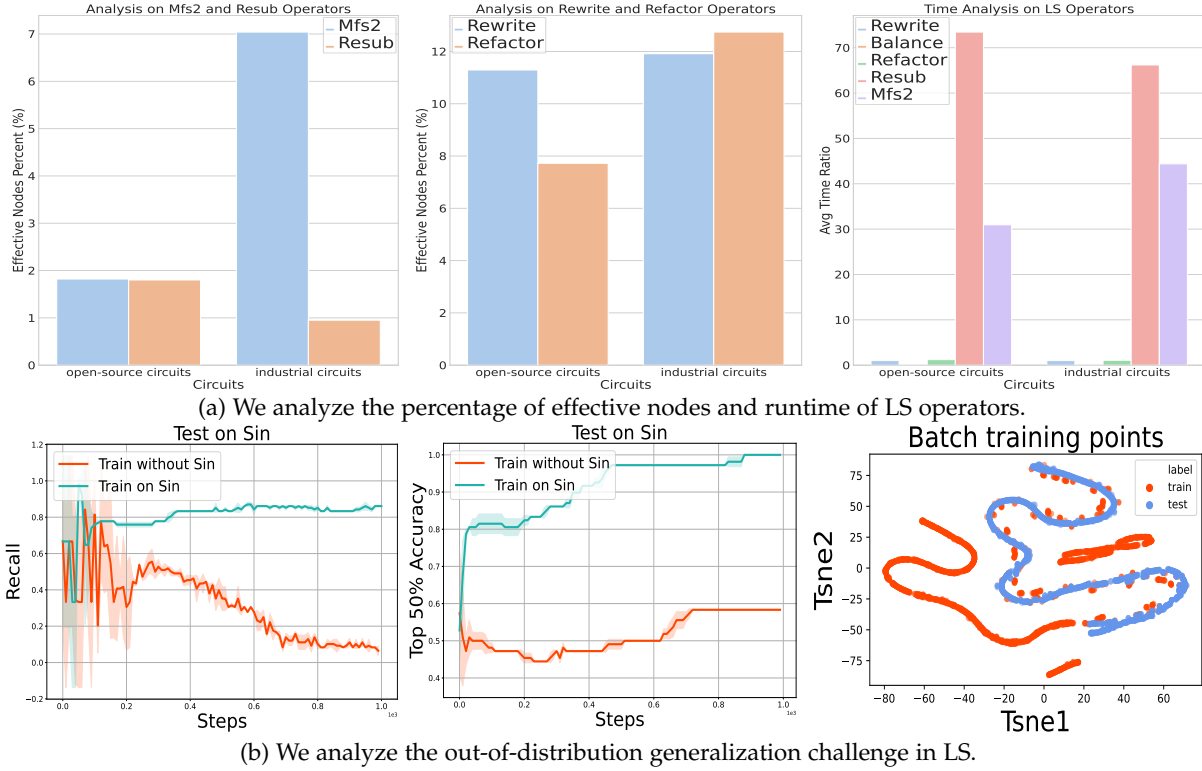 Analysis on Mfs2 and Resub Operators
Effective Nodes Percent (%)
7
6
5
4
3
2
1
0
Mfs2
Resub
open-source circuits
industrial circuits
Circuits
Analysis on Rewrite and Refactor Operators
Effective Nodes Percent (%)
12
10
8
6
4
2
0
Rewrite
Refactor
open-source circuits
industrial circuits
Circuits
Time Analysis on LS Operators
Avg Time Ratio
70
60
50
40
30
20
10
0
Rewrite
Balance
Refactor
Resub
Mfs2
open-source circuits
industrial circuits
Circuits
(a) We analyze the percentage of effective nodes and runtime of LS operators.
Test on Sin
Recall
1.2
1.0
0.8
0.6
0.4
0.2
0.0
−0.2
Train without Sin
Train on Sin
0.0
0.2
0.4
0.6
0.8
1.0
1e3
Steps
Test on Sin
Top 50% Accuracy
1.0
0.9
0.8
0.7
0.6
0.5
0.4
Train without Sin
Train on Sin
0.0
0.2
0.4
0.6
0.8
1.0
1e3
Steps
Batch training points
Tsne2
75
50
25
0
−25
−50
−75
label
train
test
−80
−60
−40
−20
0
20
40
60
Tsne1
(b) We analyze the out-of-distribution generalization challenge in LS.